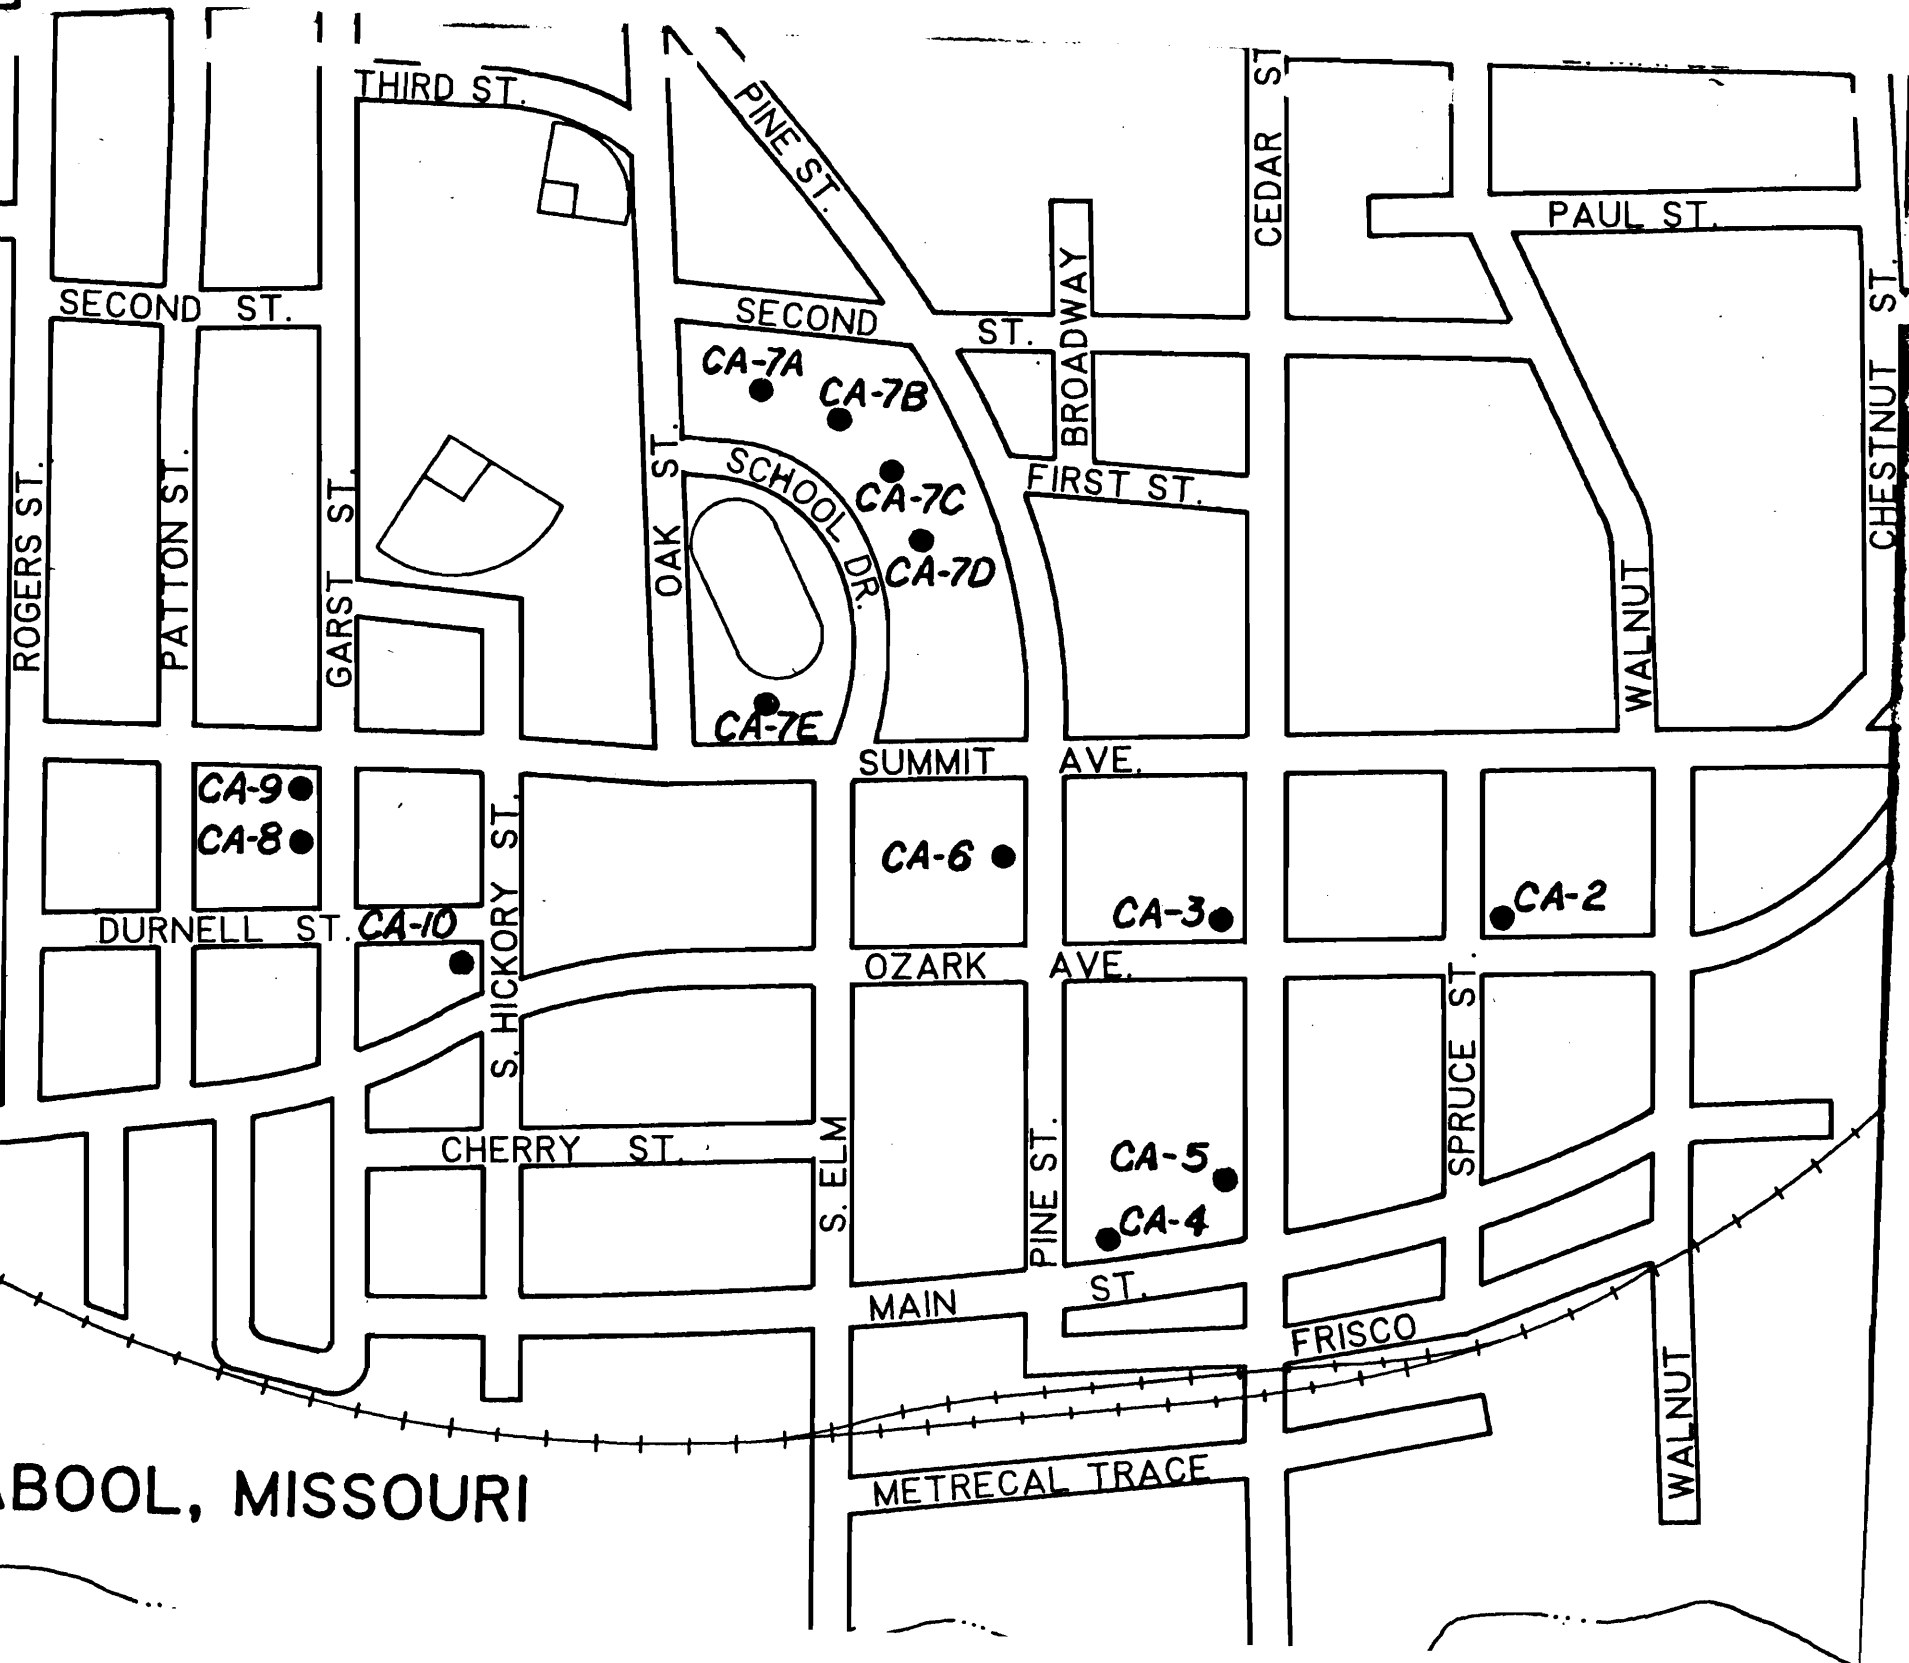 THIRD ST.
PINE ST.
CEDAR ST
PAUL ST.
SECOND ST.
SECOND ST.
BROADWAY
CHESTNUT ST.
CA-7A
CA-7B
ROGERS ST.
PATTON ST.
GARST ST.
OAK ST.
SCHOOL DR.
CA-7C
FIRST ST.
CA-7D
WALNUT
CA-7E
SUMMIT AVE.
CA-9
CA-8
S. HICKORY ST.
CA-6
CA-3
CA-2
DURNELL ST.
CA-10
OZARK AVE.
SPRUCE ST.
CHERRY ST.
S. ELM
PINE ST.
CA-5
CA-4
MAIN ST.
FRISCO
WALNUT
METRECAL TRACE
ABOOL, MISSOURI